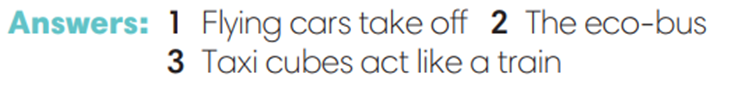 Answers: 1 Flying cars take off 2 The eco-bus
3 Taxi cubes act like a train